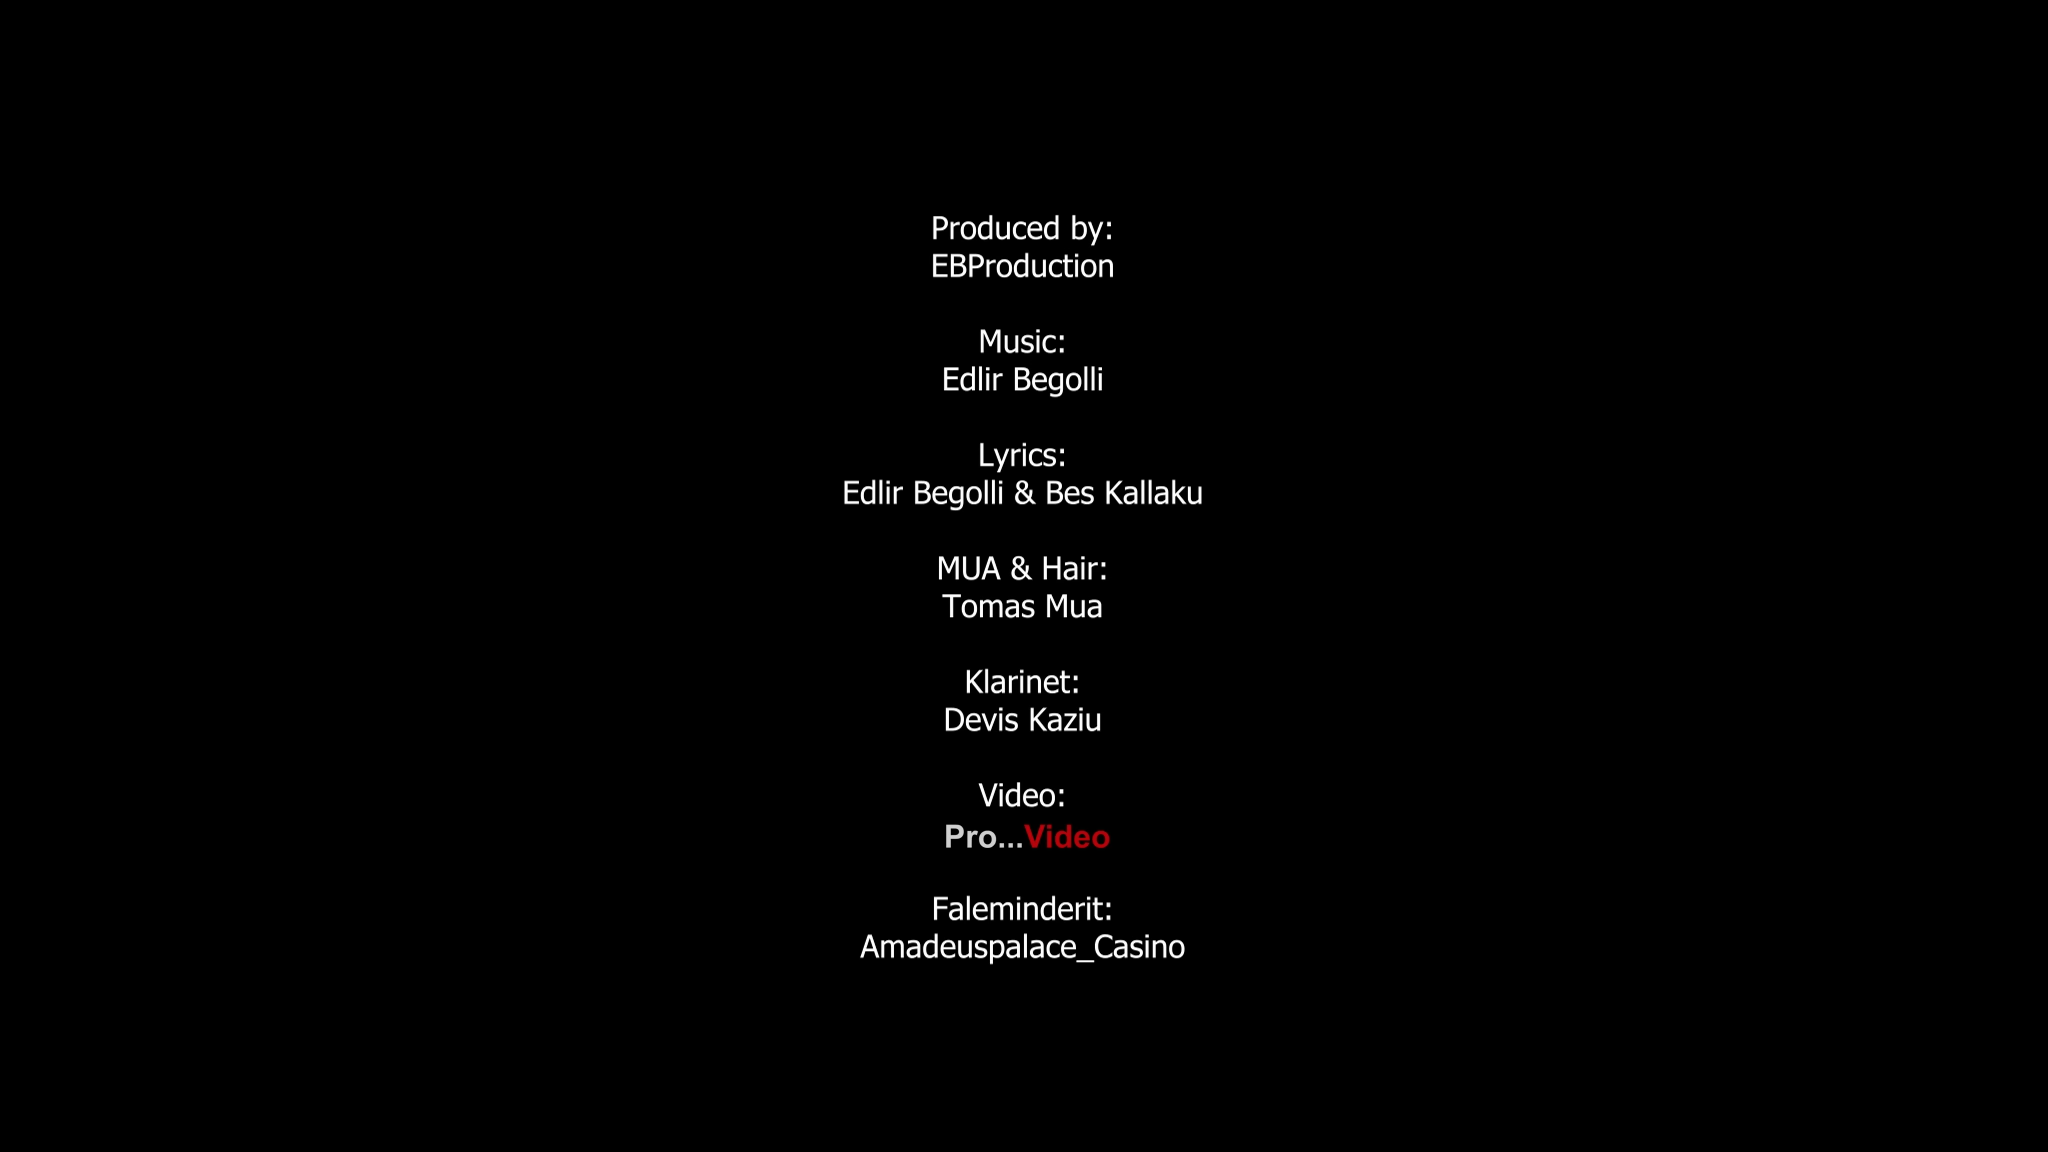 Produced by:
EBProduction
Music:
Edlir Begolli
Lyrics:
Edlir Begolli & Bes Kallaku
MUA & Hair:
Tomas Mua
Klarinet:
Devis Kaziu
Video:
Pro...Video
Faleminderit:
Amadeuspalace_Casino